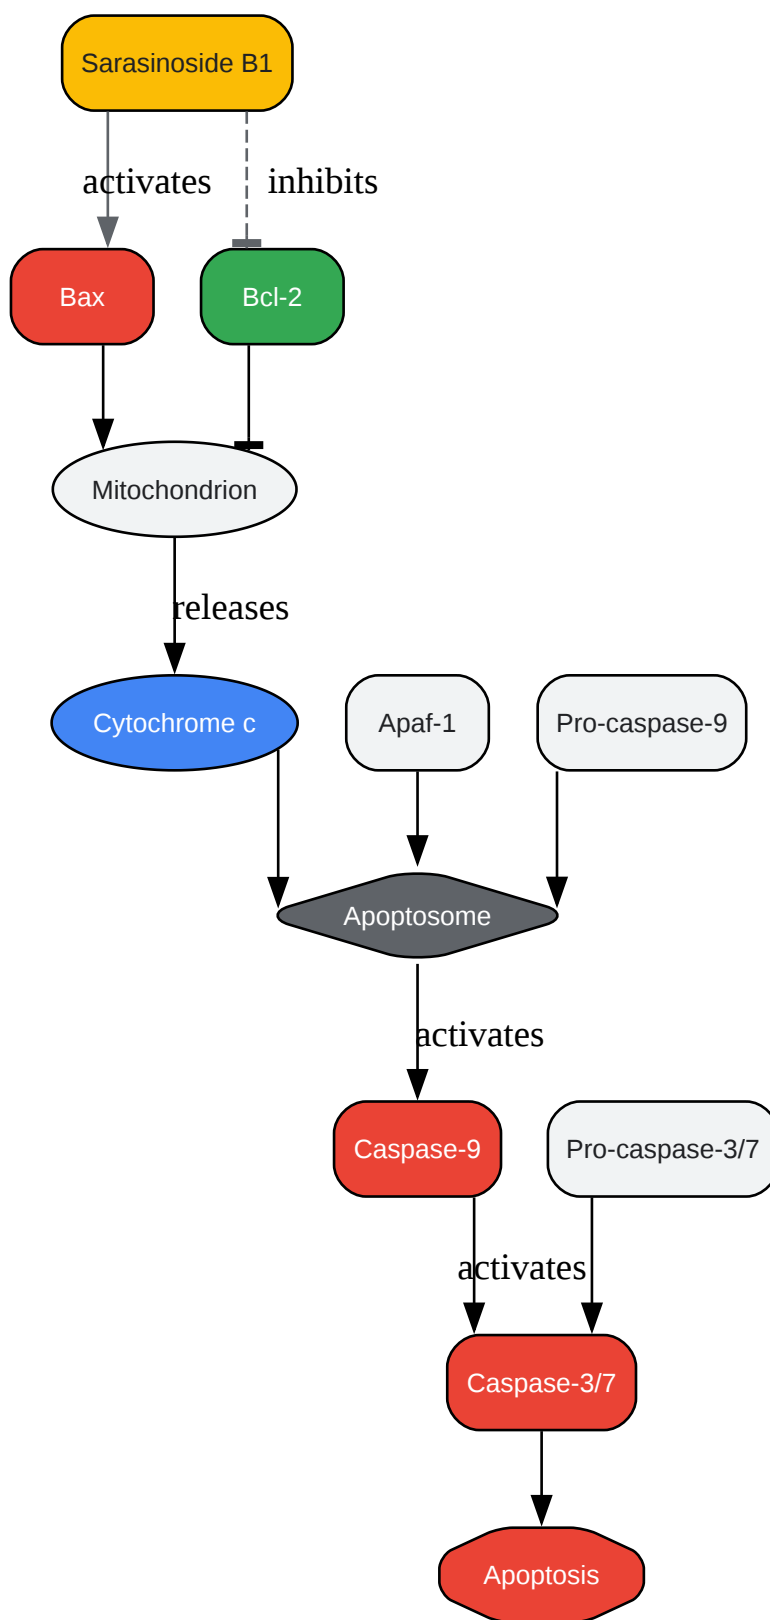 Sarasinoside B1
activates
inhibits
Bax
Bcl-2
Mitochondrion
releases
Cytochrome c
Apaf-1
Pro-caspase-9
Apoptosome
activates
Caspase-9
Pro-caspase-3/7
activates
Caspase-3/7
Apoptosis